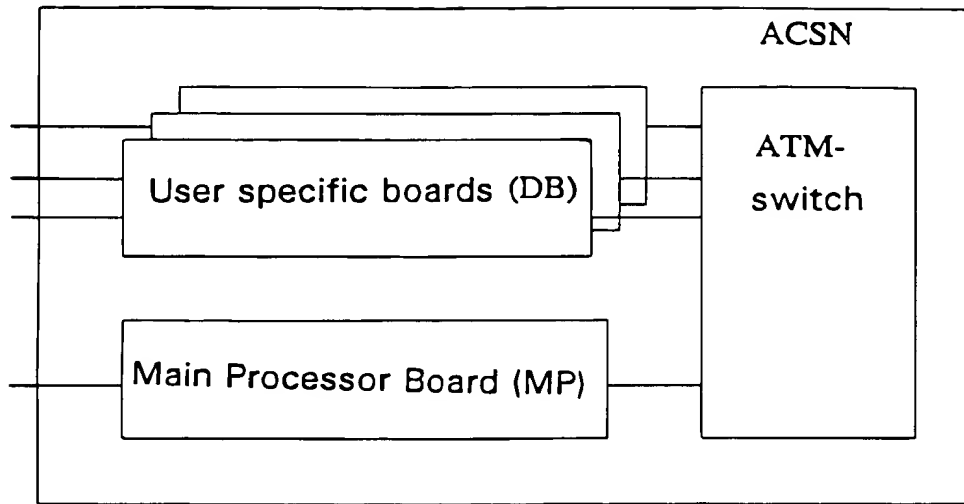 ACSN
User specific boards (DB)
ATM-
switch
Main Processor Board (MP)